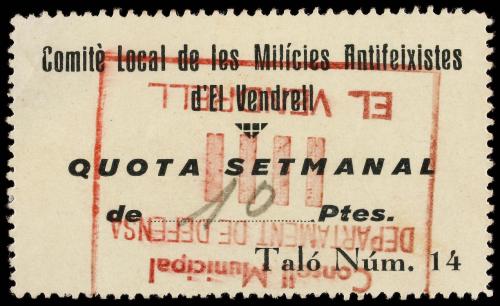 Comitè Local de les Milícies Antifeixistes
d'El Vendrell
QUOTA SETMANAL
de 10 Ptes.
Taló Núm. 14
Consell Municipal
DEPARTAMENT DE DEFENSA
EL VENDRELL